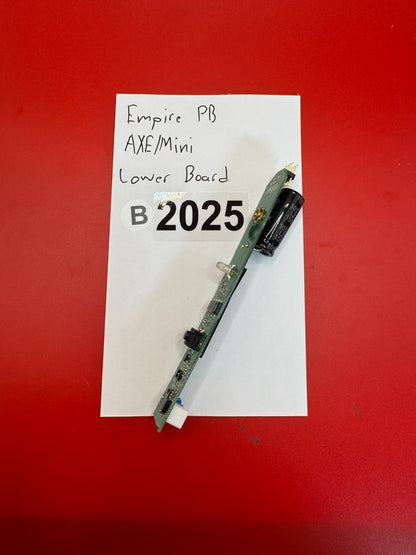 Empire PB
AXE/Mini
Lower Board
B 2025